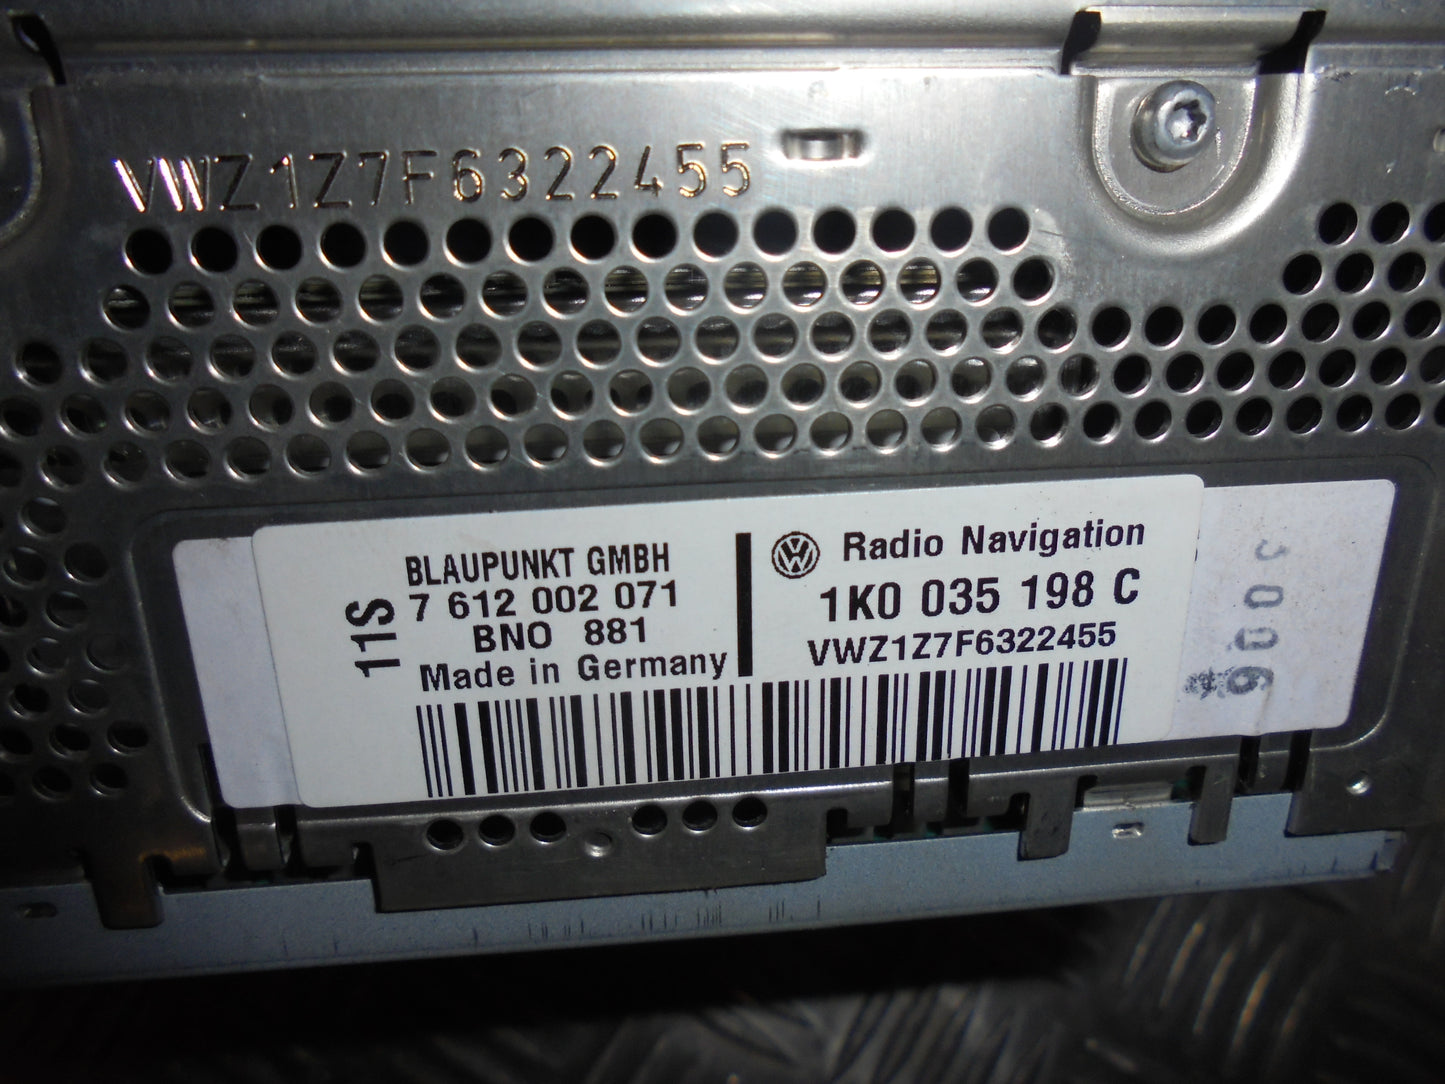 VWZ1Z7F6322455
11S
BLAUPUNKT GMBH
7 612 002 071
BNO 881
Made in Germany
Radio Navigation
1K0 035 198 C
VWZ1Z7F6322455